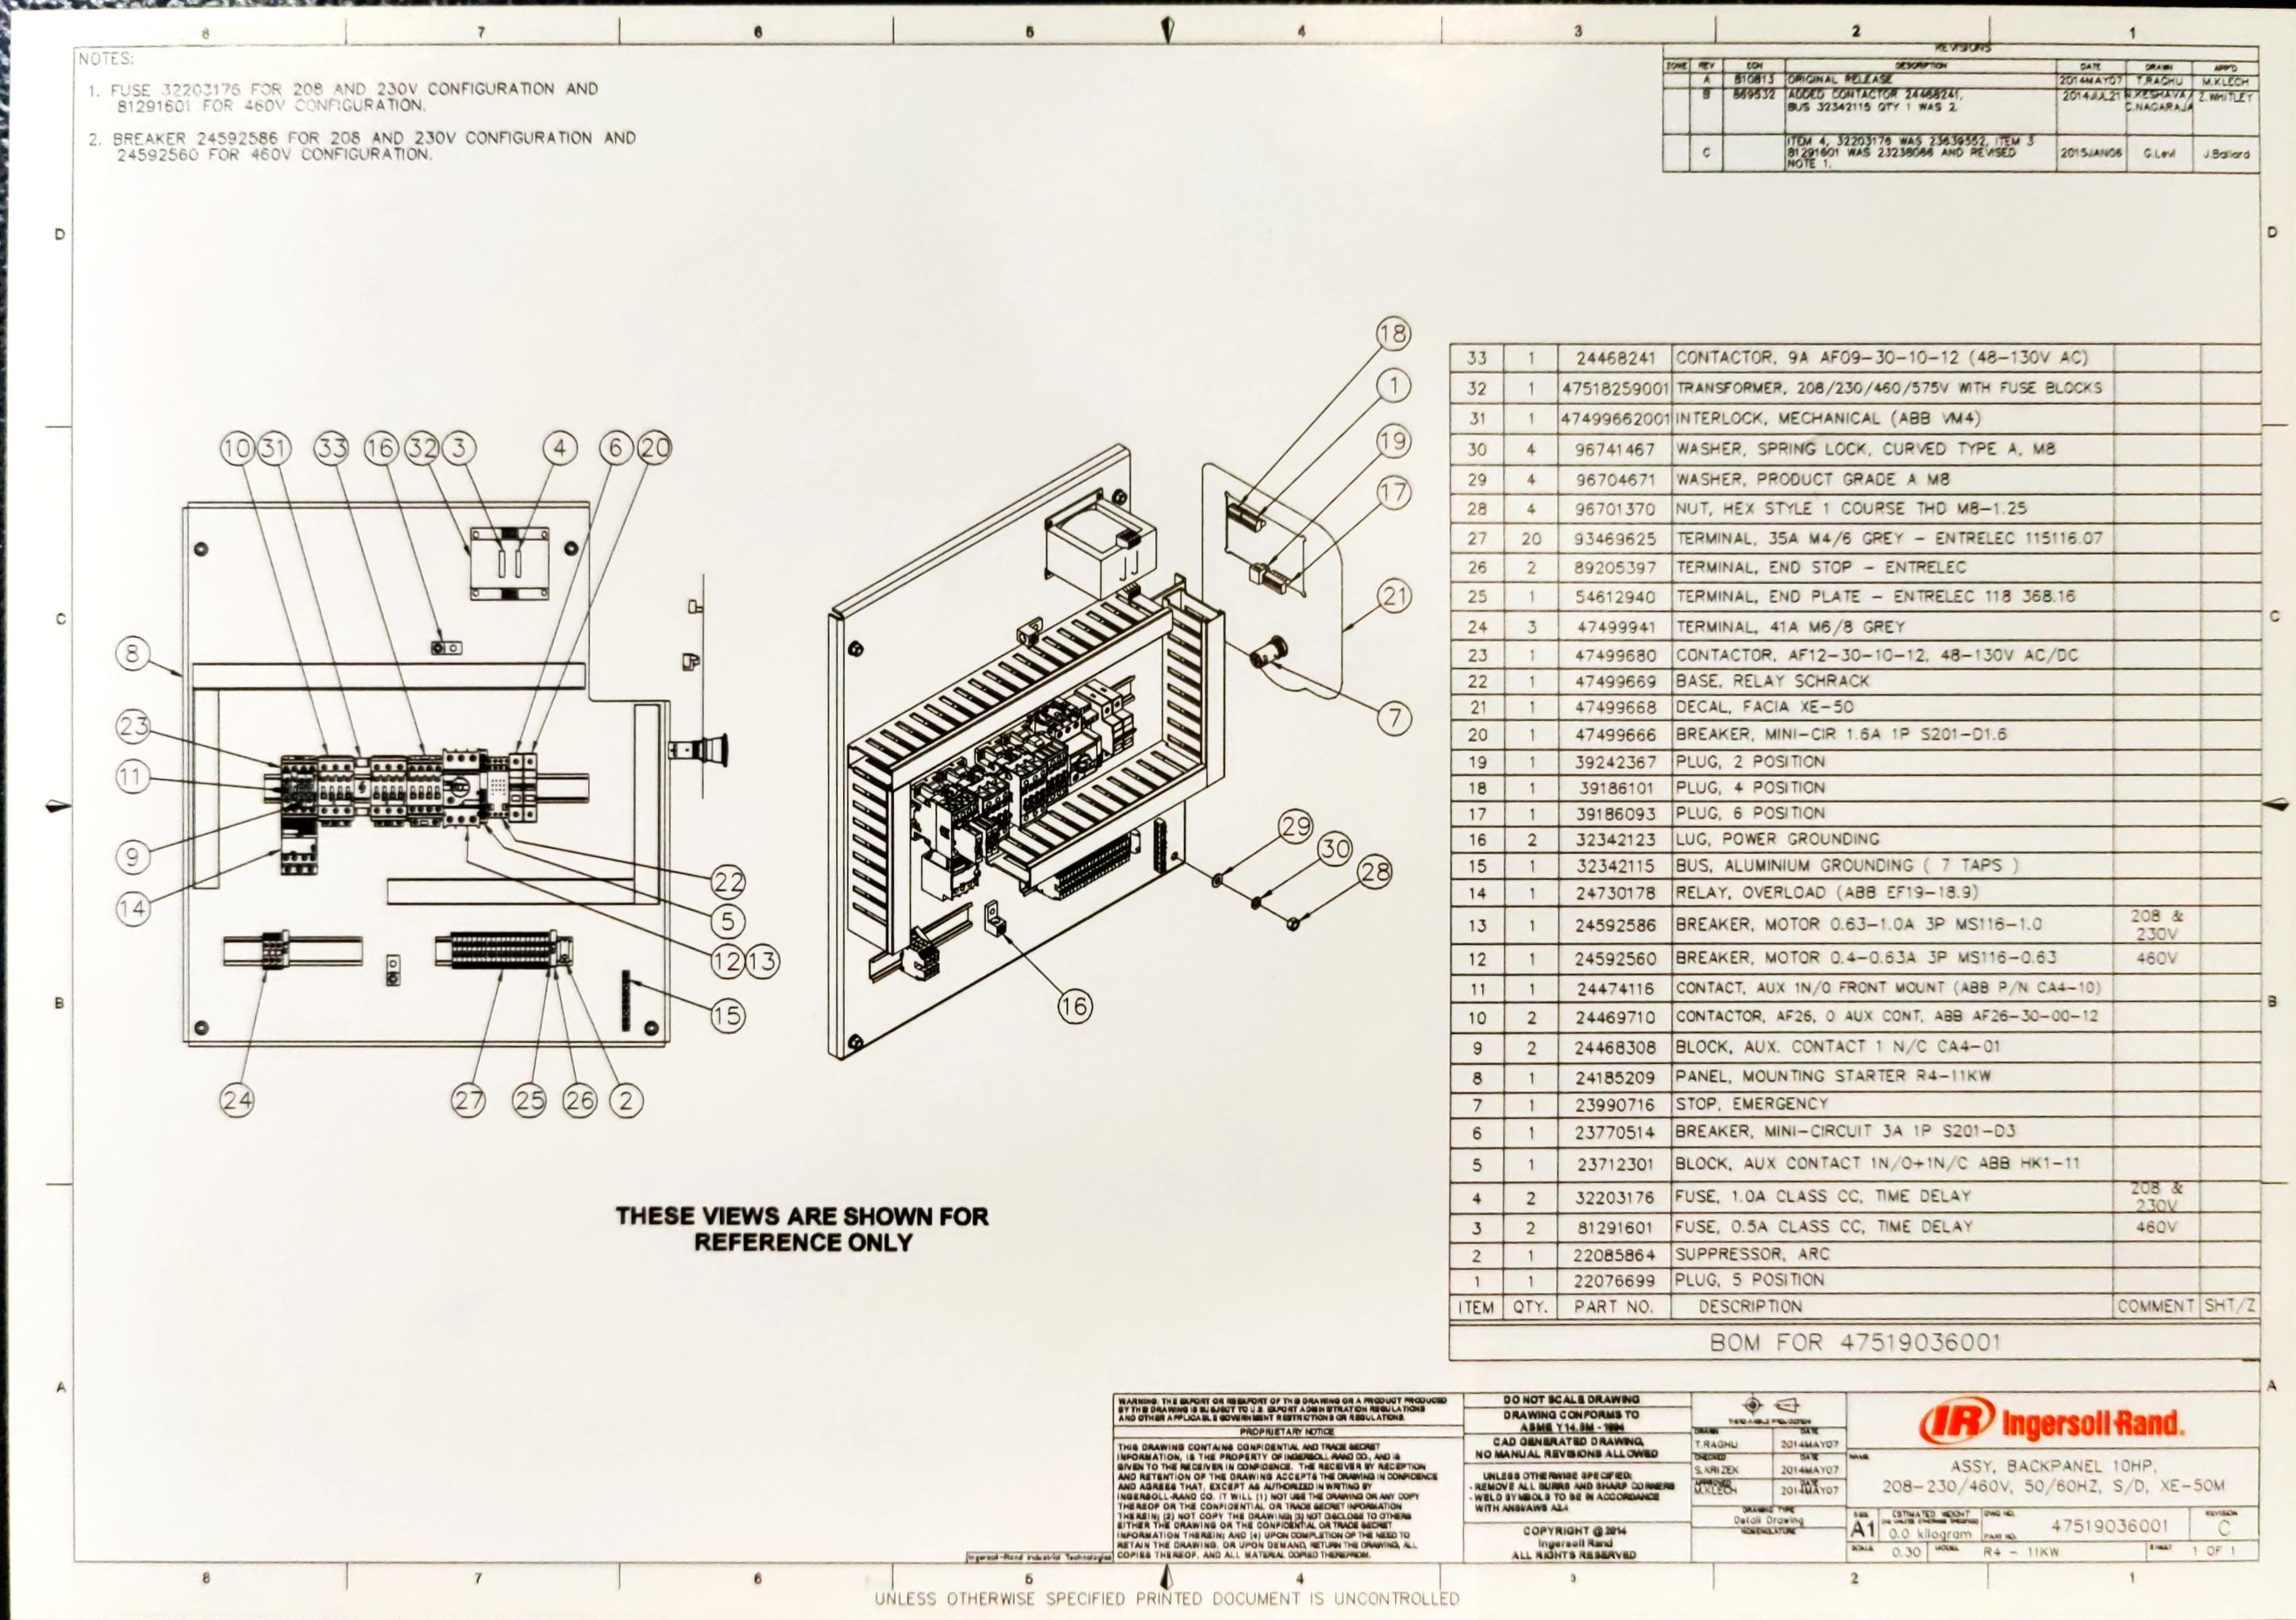 8 7 6 5 4 3 2 1
NOTES:
1. FUSE 32203176 FOR 208 AND 230V CONFIGURATION AND
81291601 FOR 460V CONFIGURATION.
2. BREAKER 24592586 FOR 208 AND 230V CONFIGURATION AND
24592560 FOR 460V CONFIGURATION.
REVISIONS
ZONE REV ECN DESCRIPTION DATE DRAWN APP'D
A 810813 ORIGINAL RELEASE 2014MAY07 T.RAGHU M.KLECH
B 869532 ADDED CONTACTOR 24468241, 2014JUL21 N.KESHAVA/ Z.WHITLEY
BUS 32342115 QTY 1 WAS 2. C.NAGARAJA
ITEM 4, 32203176 WAS 23639552, ITEM 3
C 81291601 WAS 23238066 AND REVISED 2015JAN06 G.Levi J.Ballard
NOTE 1.
D D
C C
B B
A A
10 31 33 16 32 3 4 6 20
8
23
11
9
14
22
5
12 13
15
24 27 25 26 2
18
1
19
17
21
7
29
30
28
16
THESE VIEWS ARE SHOWN FOR
REFERENCE ONLY
33 1 24468241 CONTACTOR, 9A AF09-30-10-12 (48-130V AC)
32 1 47518259001 TRANSFORMER, 208/230/460/575V WITH FUSE BLOCKS
31 1 47499662001 INTERLOCK, MECHANICAL (ABB VM4)
30 4 96741467 WASHER, SPRING LOCK, CURVED TYPE A, M8
29 4 96704671 WASHER, PRODUCT GRADE A M8
28 4 96701370 NUT, HEX STYLE 1 COURSE THD M8-1.25
27 20 93469625 TERMINAL, 35A M4/6 GREY - ENTRELEC 115116.07
26 2 89205397 TERMINAL, END STOP - ENTRELEC
25 1 54612940 TERMINAL, END PLATE - ENTRELEC 118 368.16
24 3 47499941 TERMINAL, 41A M6/8 GREY
23 1 47499680 CONTACTOR, AF12-30-10-12, 48-130V AC/DC
22 1 47499669 BASE, RELAY SCHRACK
21 1 47499668 DECAL, FACIA XE-50
20 1 47499666 BREAKER, MINI-CIR 1.6A 1P S201-D1.6
19 1 39242367 PLUG, 2 POSITION
18 1 39186101 PLUG, 4 POSITION
17 1 39186093 PLUG, 6 POSITION
16 2 32342123 LUG, POWER GROUNDING
15 1 32342115 BUS, ALUMINIUM GROUNDING ( 7 TAPS )
14 1 24730178 RELAY, OVERLOAD (ABB EF19-18.9)
13 1 24592586 BREAKER, MOTOR 0.63-1.0A 3P MS116-1.0 208 & 230V
12 1 24592560 BREAKER, MOTOR 0.4-0.63A 3P MS116-0.63 460V
11 1 24474116 CONTACT, AUX 1N/O FRONT MOUNT (ABB P/N CA4-10)
10 2 24469710 CONTACTOR, AF26, 0 AUX CONT, ABB AF26-30-00-12
9 2 24468308 BLOCK, AUX. CONTACT 1 N/C CA4-01
8 1 24185209 PANEL, MOUNTING STARTER R4-11KW
7 1 23990716 STOP, EMERGENCY
6 1 23770514 BREAKER, MINI-CIRCUIT 3A 1P S201-D3
5 1 23712301 BLOCK, AUX CONTACT 1N/O+1N/C ABB HK1-11
4 2 32203176 FUSE, 1.0A CLASS CC, TIME DELAY 208 & 230V
3 2 81291601 FUSE, 0.5A CLASS CC, TIME DELAY 460V
2 1 22085864 SUPPRESSOR, ARC
1 1 22076699 PLUG, 5 POSITION
ITEM QTY. PART NO. DESCRIPTION COMMENT SHT/Z
BOM FOR 47519036001
WARNING: THE EXPORT OR REEXPORT OF THIS DRAWING OR A PRODUCT PRODUCED
BY THIS DRAWING IS SUBJECT TO U.S. EXPORT ADMINISTRATION REGULATIONS
AND OTHER APPLICABLE GOVERNMENT RESTRICTIONS OR REGULATIONS.
PROPRIETARY NOTICE
THIS DRAWING CONTAINS CONFIDENTIAL AND TRADE SECRET
INFORMATION, IS THE PROPERTY OF INGERSOLL-RAND CO., AND IS
GIVEN TO THE RECEIVER IN CONFIDENCE. THE RECEIVER BY RECEPTION
AND RETENTION OF THE DRAWING ACCEPTS THE DRAWING IN CONFIDENCE
AND AGREES THAT, EXCEPT AS AUTHORIZED IN WRITING BY
INGERSOLL-RAND CO. IT WILL (1) NOT USE THE DRAWING OR ANY COPY
THEREOF OR THE CONFIDENTIAL OR TRADE SECRET INFORMATION
THEREIN; (2) NOT COPY THE DRAWING; (3) NOT DISCLOSE TO OTHERS
EITHER THE DRAWING OR THE CONFIDENTIAL OR TRADE SECRET
INFORMATION THEREIN; AND (4) UPON COMPLETION OF THE NEED TO
RETAIN THE DRAWING, OR UPON DEMAND, RETURN THE DRAWING, ALL
COPIES THEREOF, AND ALL MATERIAL COPIED THEREFROM.
Ingersoll-Rand Industrial Technologies
DO NOT SCALE DRAWING
DRAWING CONFORMS TO
ASME Y14.5M - 1994
CAD GENERATED DRAWING,
NO MANUAL REVISIONS ALLOWED
UNLESS OTHERWISE SPECIFIED:
- REMOVE ALL BURRS AND SHARP CORNERS
- WELD SYMBOLS TO BE IN ACCORDANCE
WITH ANSI/AWS A2.4
COPYRIGHT @ 2014
Ingersoll Rand
ALL RIGHTS RESERVED
THIRD ANGLE PROJECTION
DRAWN DATE
T.RAGHU 2014MAY07
CHECKED DATE
S.KRIZEK 2014MAY07
APPROVED DATE
M.KLECH 2014MAY07
DRAWING TYPE
Detail Drawing
NOMENCLATURE
IR Ingersoll Rand.
NAME
ASSY, BACKPANEL 10HP,
208-230/460V, 50/60HZ, S/D, XE-50M
SIZE A1
ESTIMATED WEIGHT
0.0 kilogram
DWG NO.
PART NO.
47519036001
REVISION
C
SCALE 0.30 MODEL R4 - 11KW SHEET 1 OF 1
8 7 6 5 4 3 2 1
UNLESS OTHERWISE SPECIFIED PRINTED DOCUMENT IS UNCONTROLLED